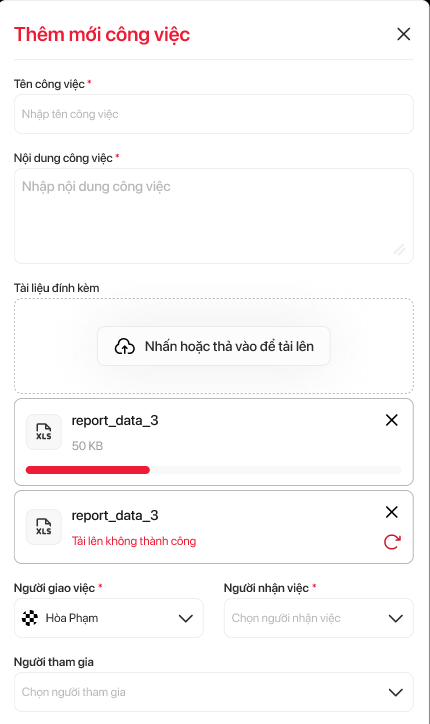 Thêm mới công việc
Tên công việc *
Nhập tên công việc
Nội dung công việc *
Nhập nội dung công việc
Tài liệu đính kèm
Nhấn hoặc thả vào để tải lên
XLS
report_data_3
50 KB
XLS
report_data_3
Tải lên không thành công
Người giao việc * Người nhận việc *
Hòa Phạm Chọn người nhận việc
Người tham gia
Chọn người tham gia